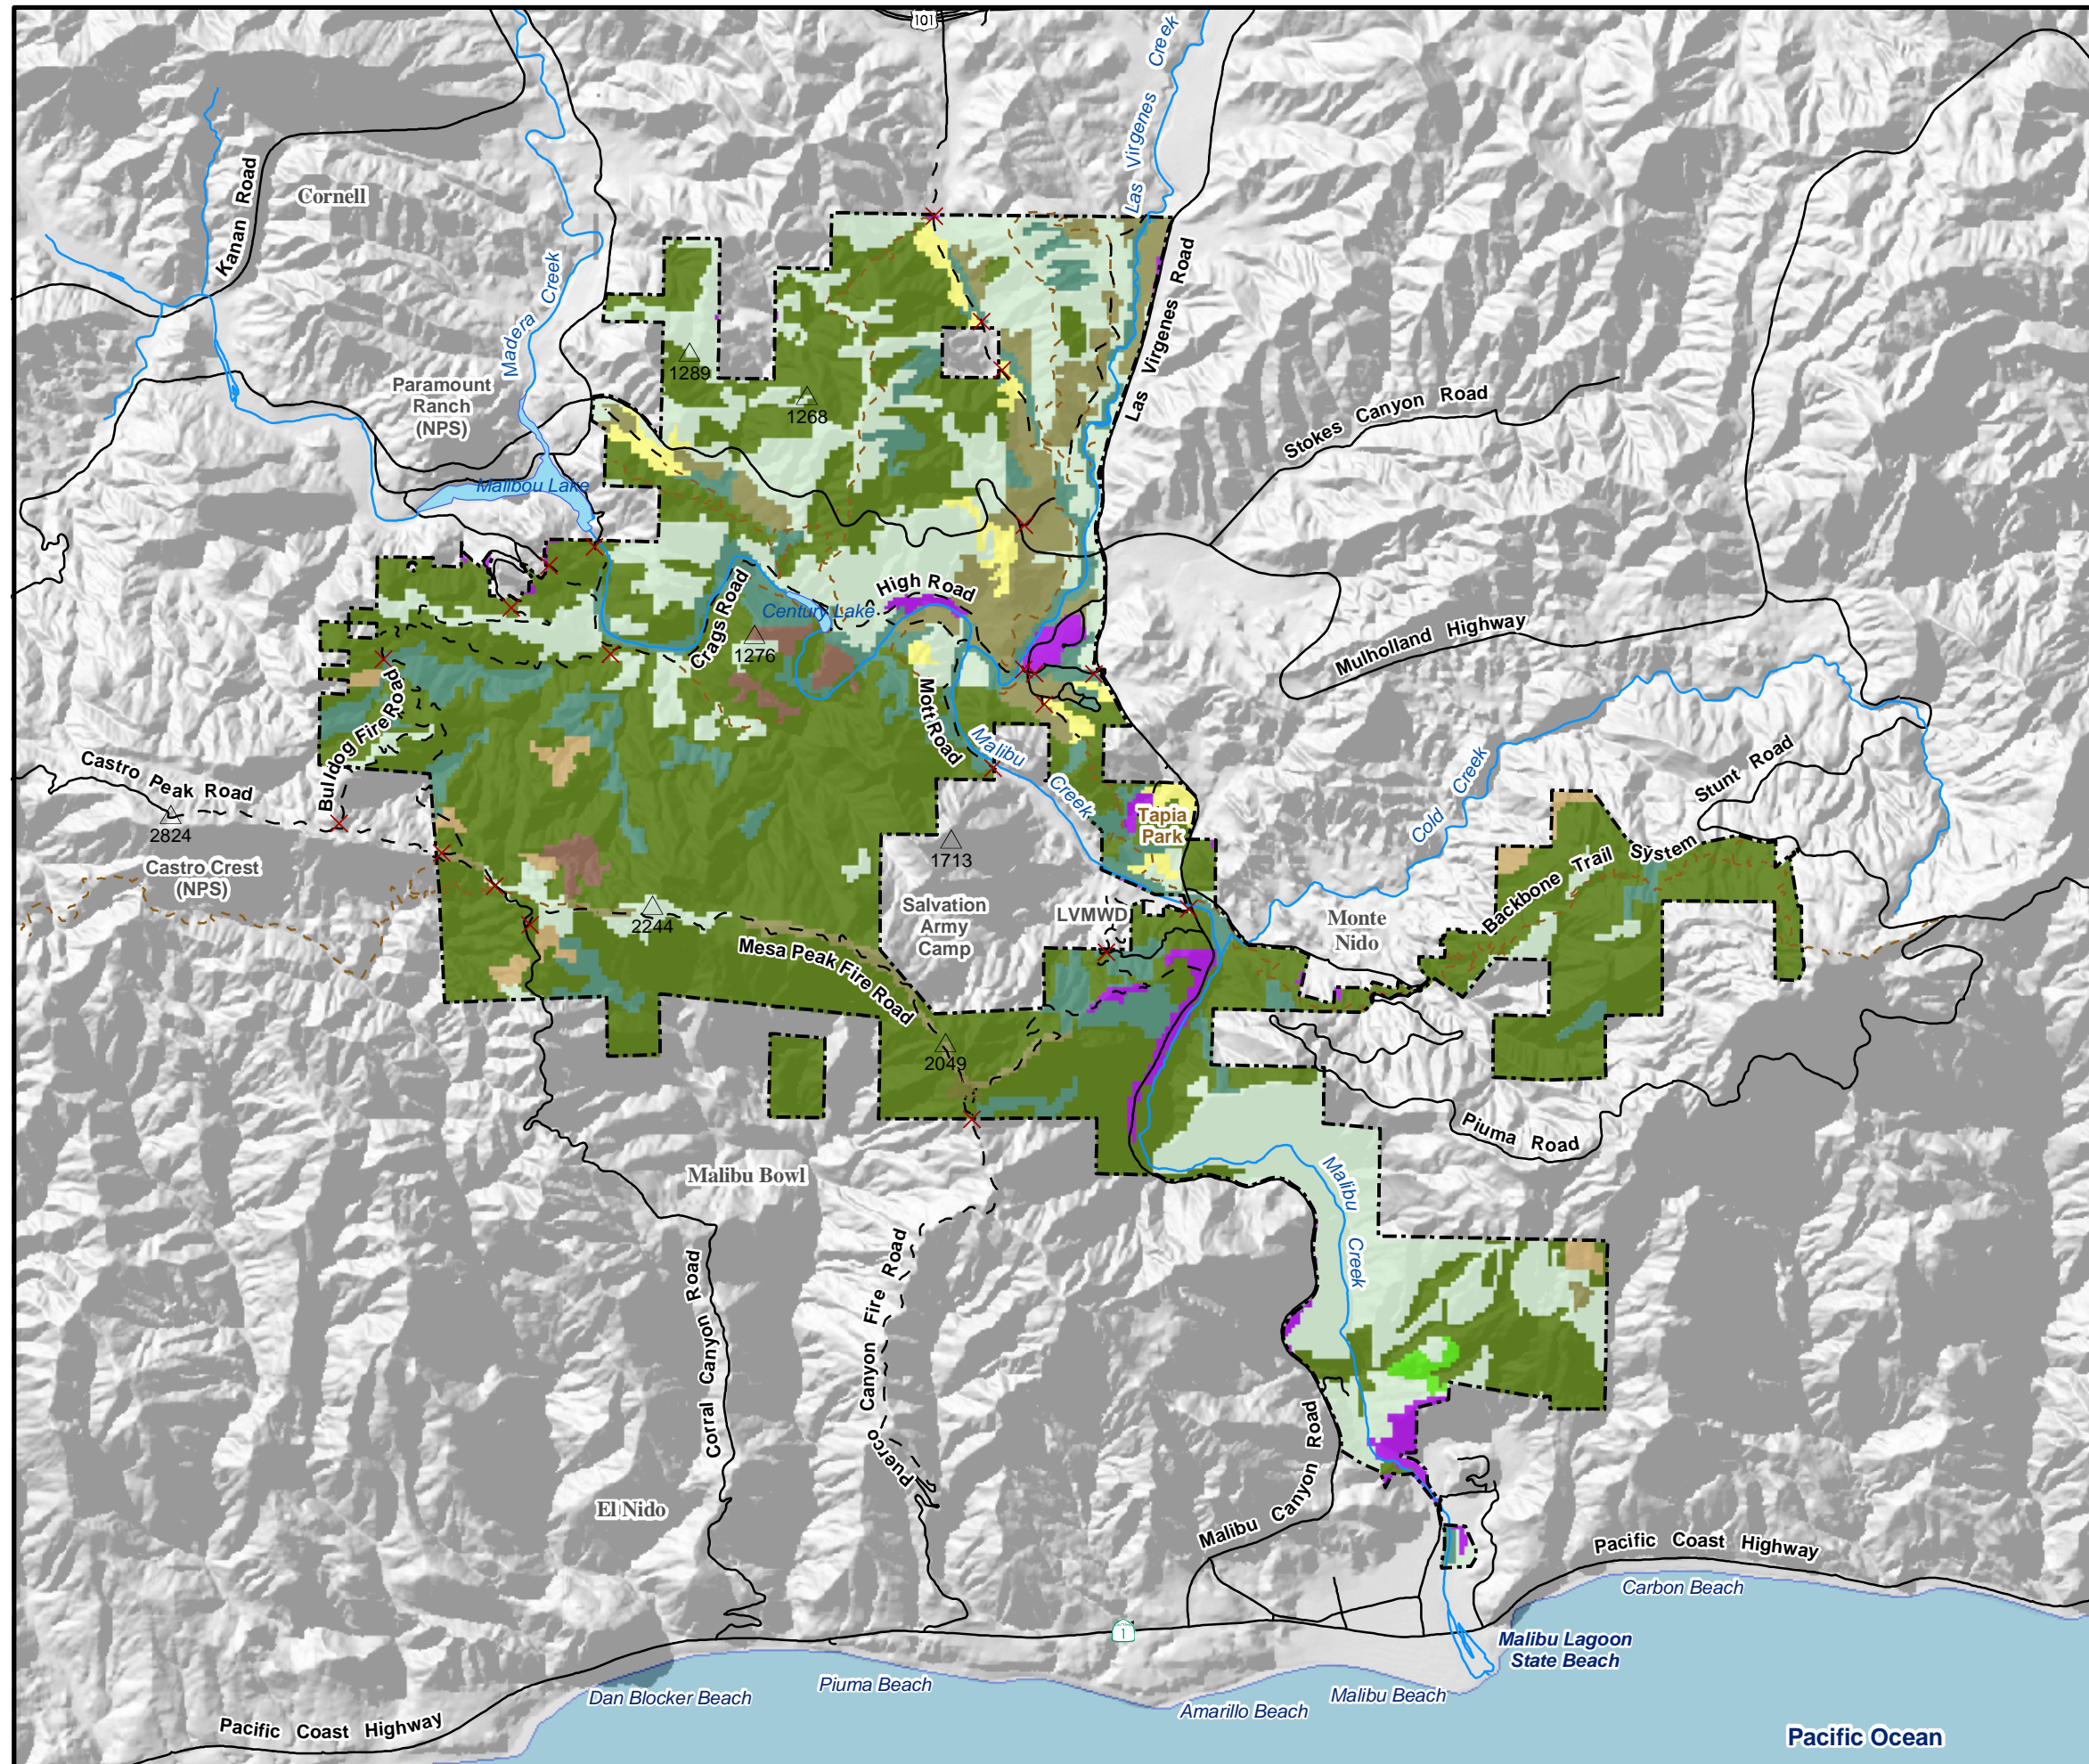 101
Las Virgenes Creek
Cornell
Kanan Road
Madera Creek
Las Virgenes Road
1289
Paramount
Ranch
(NPS)
1268
Stokes Canyon Road
Malibou Lake
High Road
Century Lake
Crags Road
1276
Mulholland Highway
Mott Road
Bulldog Fire Road
ad
Malibu Creek
Castro Peak Road
2824
Stunt Road
Cold Creek
Tapia
Park
1713
Castro Crest
(NPS)
Backbone Trail System
2244
Salvation
Army
Camp
LVMWD
Monte
Nido
Mesa Peak Fire Road
2049
Piuma Road
Malibu Bowl
Malibu Creek
Corral Canyon Road
Puerco Canyon Fire Road
El Nido
Malibu Canyon Road
Pacific Coast Highway
Carbon Beach
1
Malibu Lagoon
State Beach
Piuma Beach
Dan Blocker Beach
Malibu Beach
Amarillo Beach
Pacific Coast Highway
Pacific Ocean